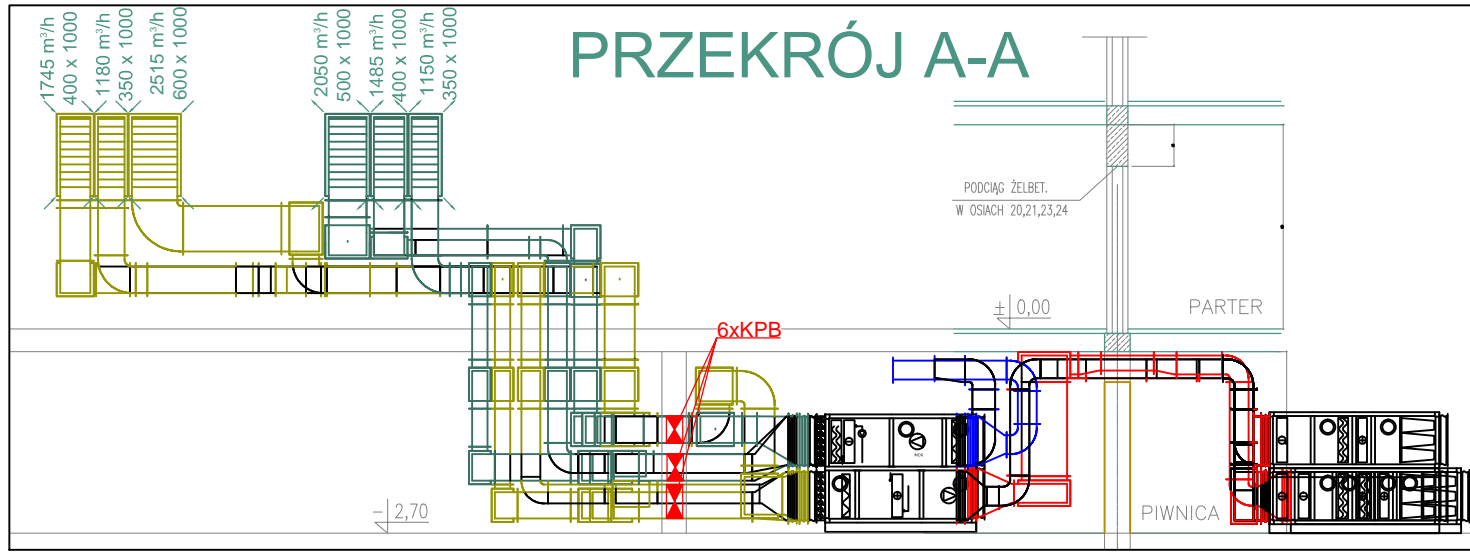 PRZEKRÓJ A-A
1745 m³/h
400 x 1000
1180 m³/h
350 x 1000
2515 m³/h
600 x 1000
2050 m³/h
500 x 1000
1485 m³/h
400 x 1000
1150 m³/h
350 x 1000
PODCIĄG ŻELBET.
W OSIACH 20,21,23,24
± 0,00
PARTER
6xKPB
- 2,70
PIWNICA